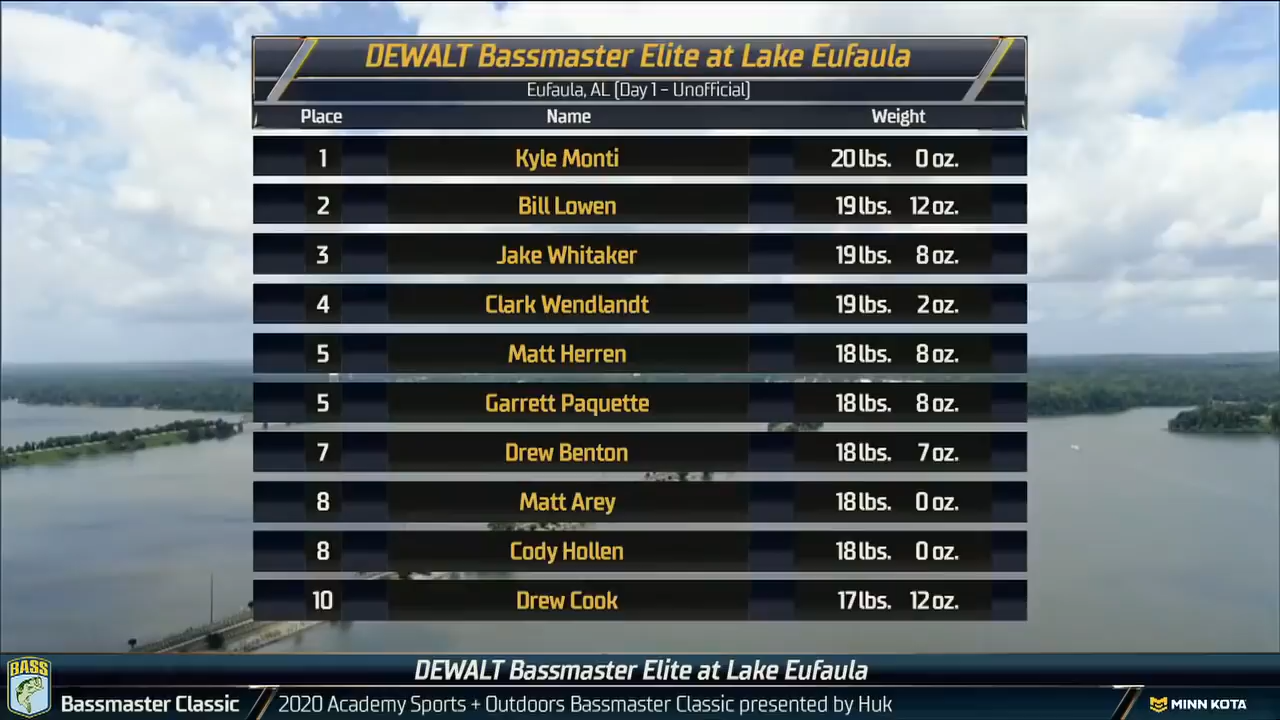 DEWALT Bassmaster Elite at Lake Eufaula
Eufaula, AL (Day 1 - Unofficial)
Place Name Weight
1 Kyle Monti 20 lbs. 0 oz.
2 Bill Lowen 19 lbs. 12 oz.
3 Jake Whitaker 19 lbs. 8 oz.
4 Clark Wendlandt 19 lbs. 2 oz.
5 Matt Herren 18 lbs. 8 oz.
5 Garrett Paquette 18 lbs. 8 oz.
7 Drew Benton 18 lbs. 7 oz.
8 Matt Arey 18 lbs. 0 oz.
8 Cody Hollen 18 lbs. 0 oz.
10 Drew Cook 17 lbs. 12 oz.
DEWALT Bassmaster Elite at Lake Eufaula
BASS
Bassmaster Classic 2020 Academy Sports + Outdoors Bassmaster Classic presented by Huk MINN KOTA